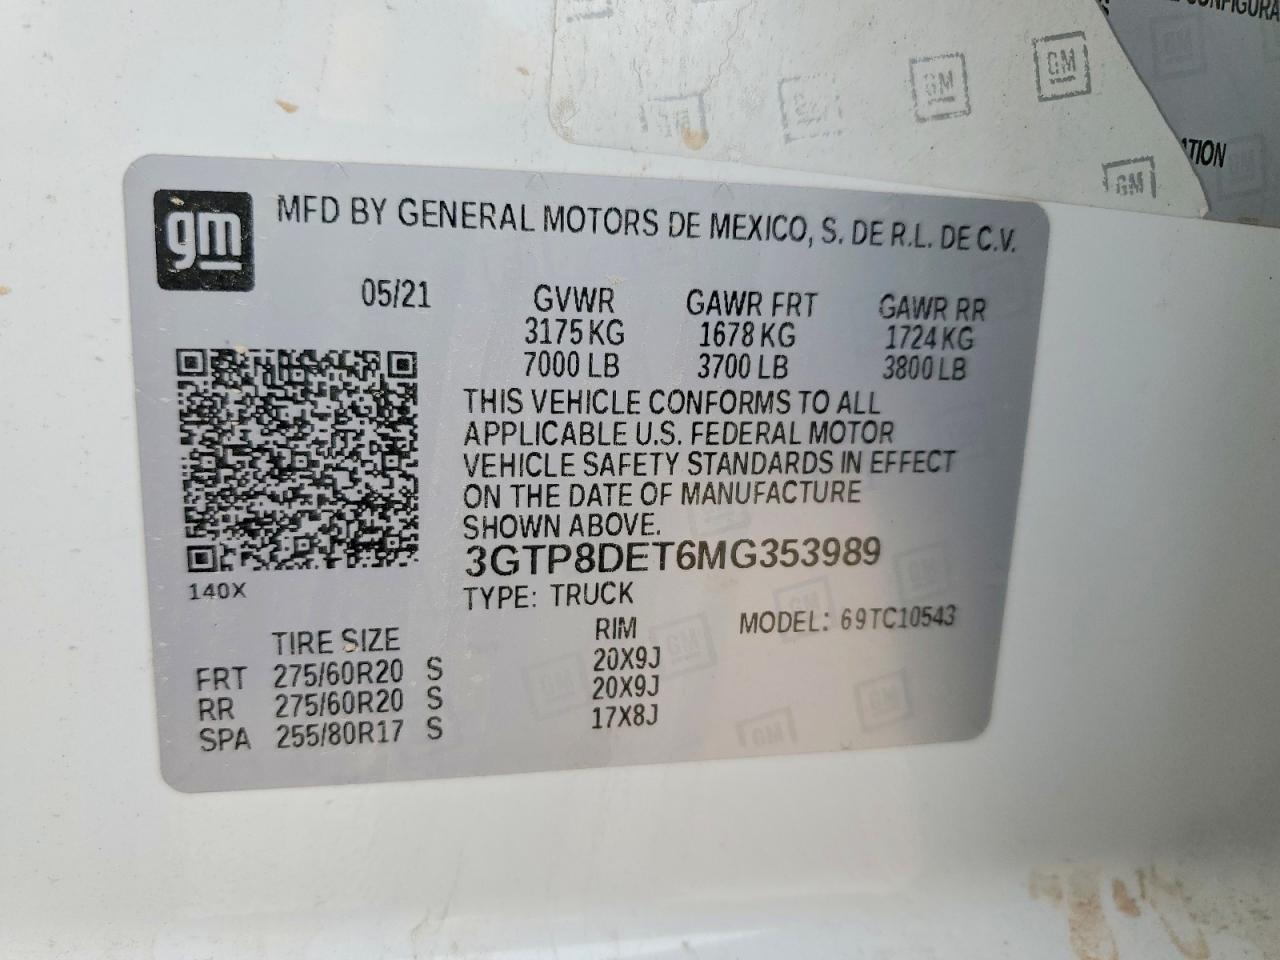 CONFIGURA
ATION
GM GM GM GM
GM
gm MFD BY GENERAL MOTORS DE MEXICO, S. DE R.L. DE C.V.
05/21 GVWR GAWR FRT GAWR RR
3175 KG 1678 KG 1724 KG
7000 LB 3700 LB 3800 LB
THIS VEHICLE CONFORMS TO ALL
APPLICABLE U.S. FEDERAL MOTOR
VEHICLE SAFETY STANDARDS IN EFFECT
ON THE DATE OF MANUFACTURE
SHOWN ABOVE.
3GTP8DET6MG353989
140X
TYPE: TRUCK
TIRE SIZE RIM MODEL: 69TC10543
FRT 275/60R20 S 20X9J
RR 275/60R20 S 20X9J
SPA 255/80R17 S 17X8J